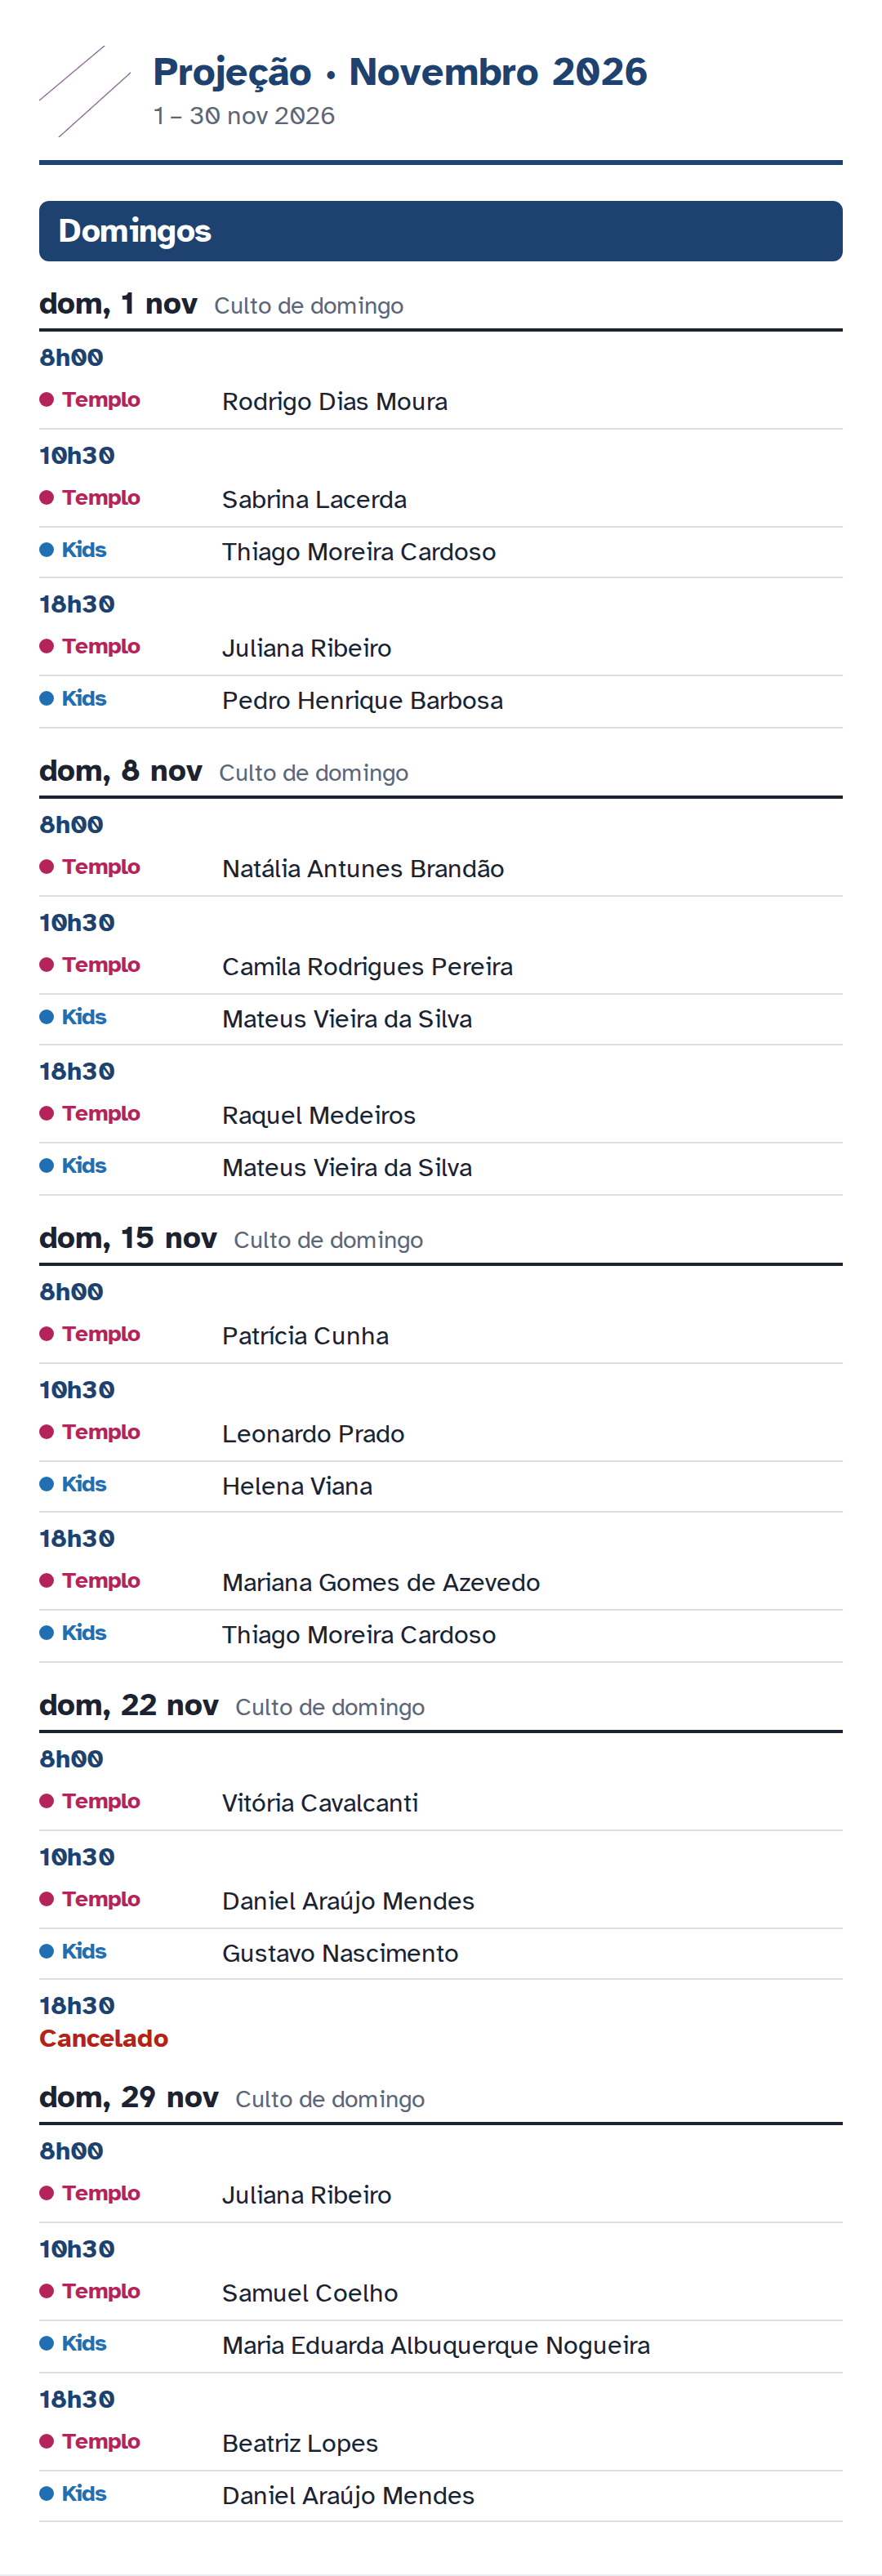 Projeção · Novembro 2026
1 – 30 nov 2026
Domingos
dom, 1 nov Culto de domingo
8h00
Templo Rodrigo Dias Moura
10h30
Templo Sabrina Lacerda
Kids Thiago Moreira Cardoso
18h30
Templo Juliana Ribeiro
Kids Pedro Henrique Barbosa
dom, 8 nov Culto de domingo
8h00
Templo Natália Antunes Brandão
10h30
Templo Camila Rodrigues Pereira
Kids Mateus Vieira da Silva
18h30
Templo Raquel Medeiros
Kids Mateus Vieira da Silva
dom, 15 nov Culto de domingo
8h00
Templo Patrícia Cunha
10h30
Templo Leonardo Prado
Kids Helena Viana
18h30
Templo Mariana Gomes de Azevedo
Kids Thiago Moreira Cardoso
dom, 22 nov Culto de domingo
8h00
Templo Vitória Cavalcanti
10h30
Templo Daniel Araújo Mendes
Kids Gustavo Nascimento
18h30
Cancelado
dom, 29 nov Culto de domingo
8h00
Templo Juliana Ribeiro
10h30
Templo Samuel Coelho
Kids Maria Eduarda Albuquerque Nogueira
18h30
Templo Beatriz Lopes
Kids Daniel Araújo Mendes